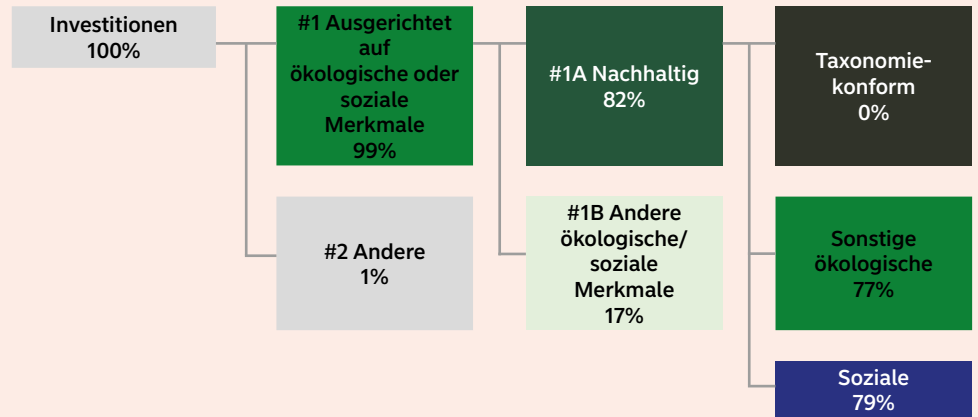 Investitionen
100%
#1 Ausgerichtet
auf
ökologische oder
soziale
Merkmale
99%
#1A Nachhaltig
82%
Taxonomie-
konform
0%
#2 Andere
1%
#1B Andere
ökologische/
soziale
Merkmale
17%
Sonstige
ökologische
77%
Soziale
79%